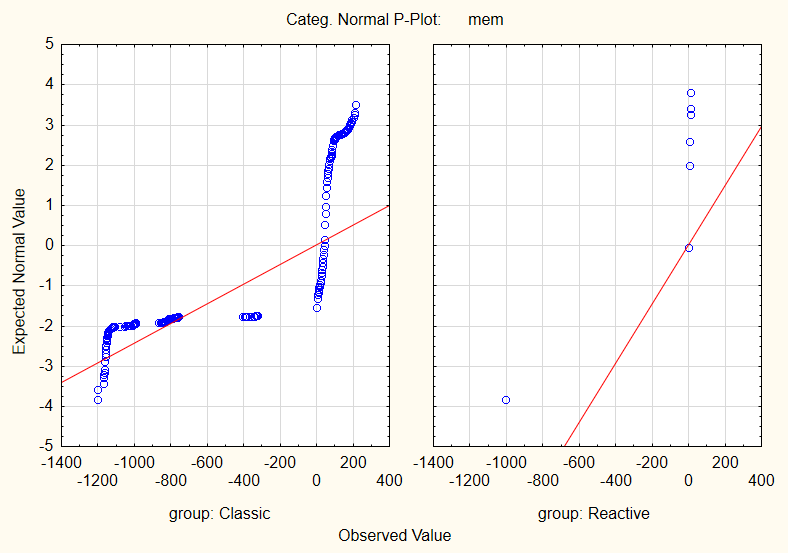 Categ. Normal P-Plot: mem
Expected Normal Value
5
4
3
2
1
0
-1
-2
-3
-4
-5
-1400 -1000 -600 -200 200 -1400 -1000 -600 -200 200
-1200 -800 -400 0 400 -1200 -800 -400 0 400
group: Classic group: Reactive
Observed Value